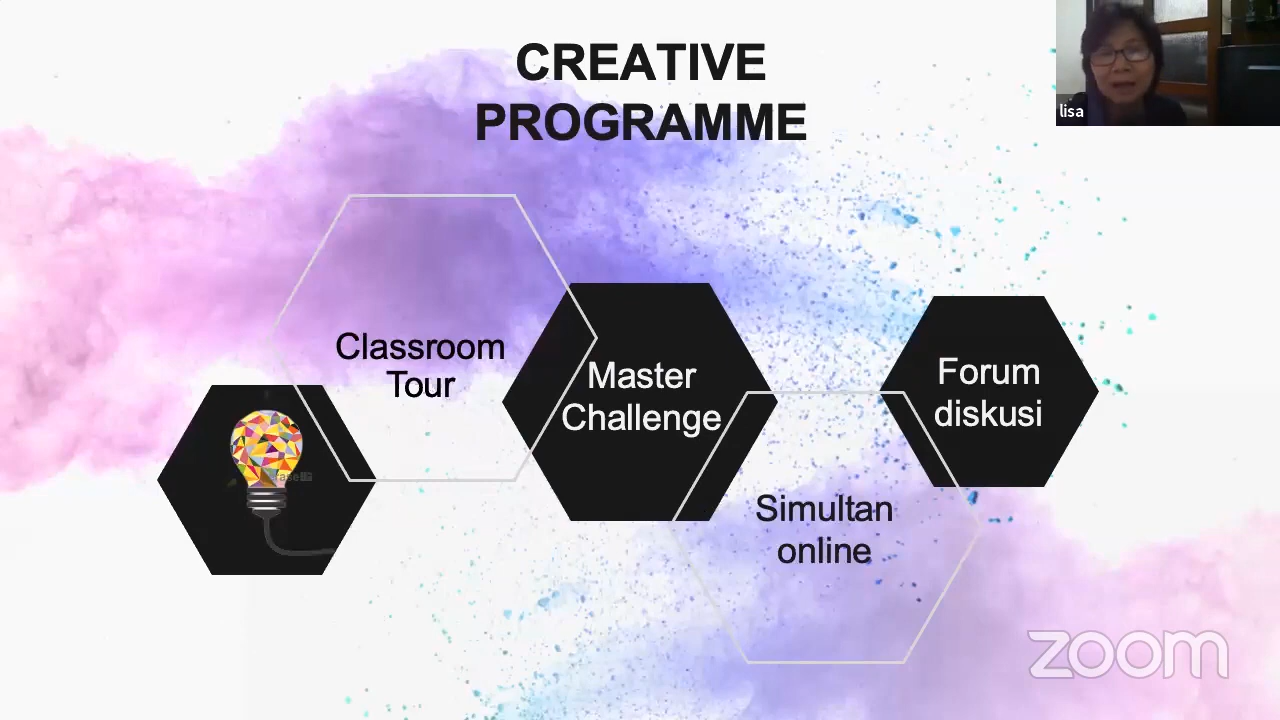 CREATIVE
PROGRAMME
lisa
Classroom
Tour
Master
Challenge
Forum
diskusi
Simultan
online
zoom